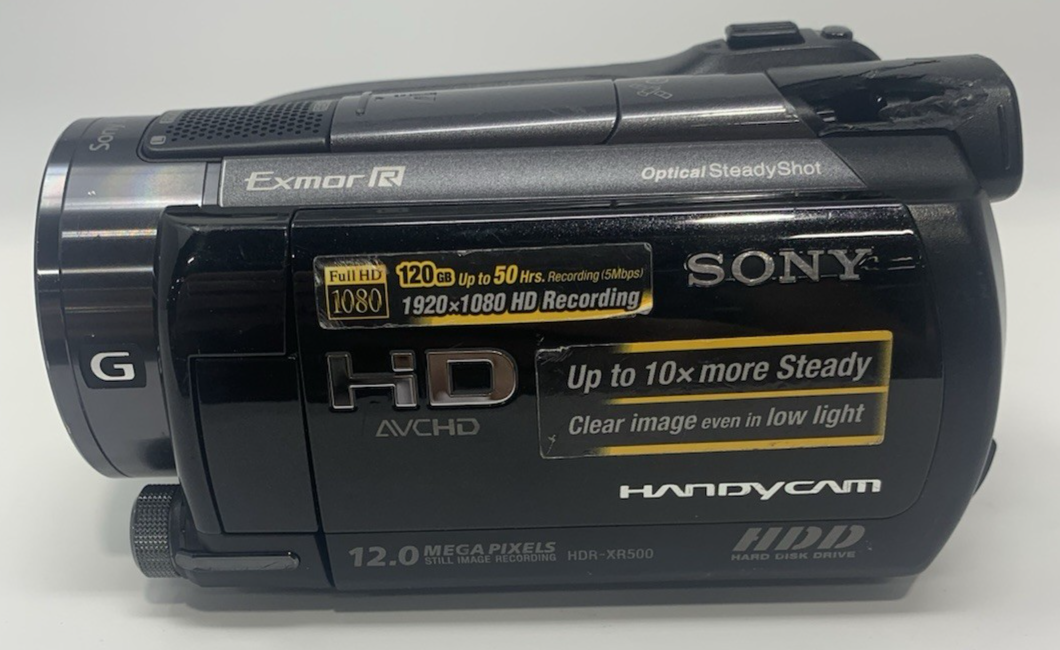 SONY
Exmor R
Optical SteadyShot
Full HD
1080
120GB Up to 50 Hrs. Recording (5Mbps)
1920×1080 HD Recording
SONY
G
HD
AVCHD
Up to 10× more Steady
Clear image even in low light
HANDYCAM
12.0 MEGA PIXELS
STILL IMAGE RECORDING
HDR-XR500
HDD
HARD DISK DRIVE